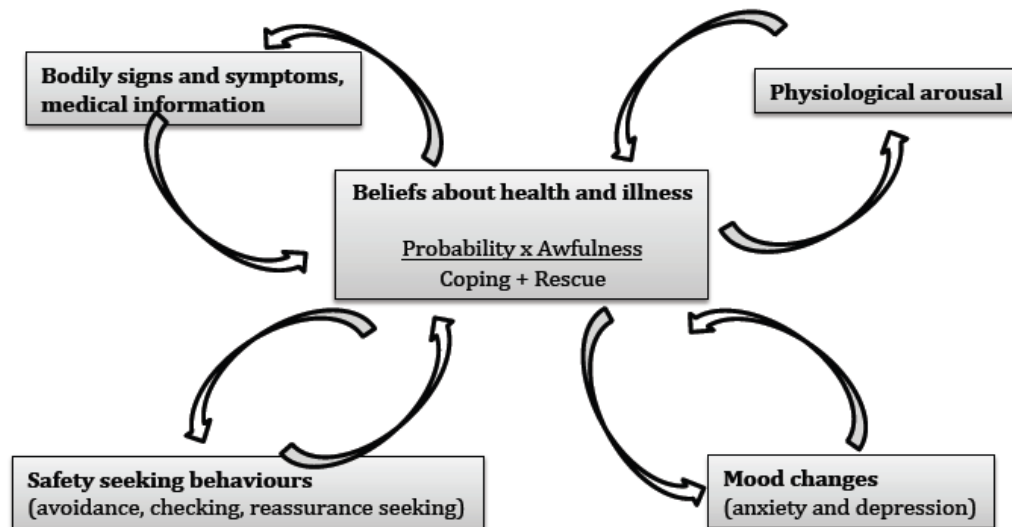 Bodily signs and symptoms,
medical information
Physiological arousal
Beliefs about health and illness
Probability x Awfulness
Coping + Rescue
Safety seeking behaviours
(avoidance, checking, reassurance seeking)
Mood changes
(anxiety and depression)